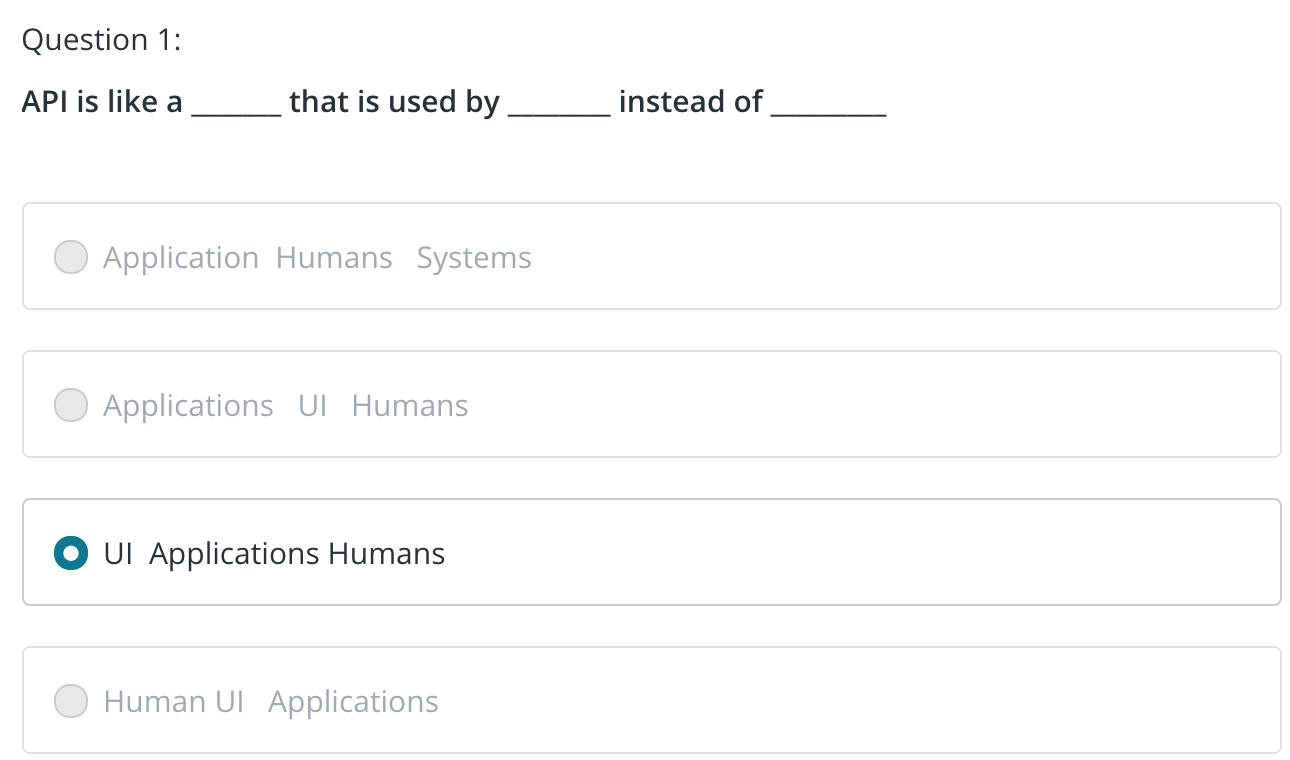 Question 1:
API is like a _______ that is used by ________ instead of _________
Application Humans Systems
Applications UI Humans
UI Applications Humans
Human UI Applications